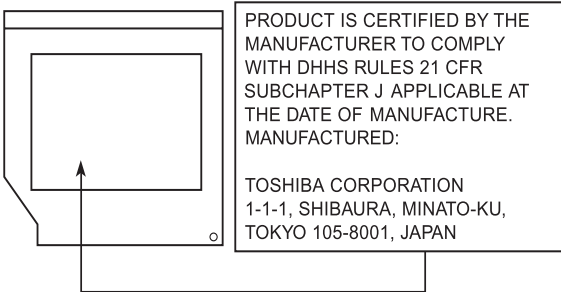 PRODUCT IS CERTIFIED BY THE
MANUFACTURER TO COMPLY
WITH DHHS RULES 21 CFR
SUBCHAPTER J APPLICABLE AT
THE DATE OF MANUFACTURE.
MANUFACTURED:
TOSHIBA CORPORATION
1-1-1, SHIBAURA, MINATO-KU,
TOKYO 105-8001, JAPAN